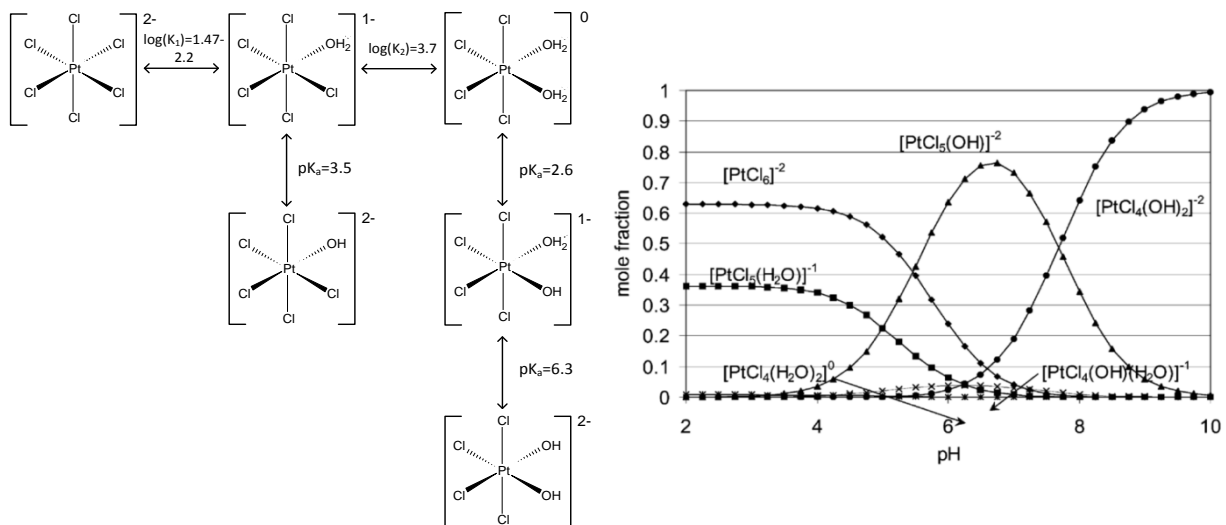 Cl
Cl
Cl
Pt
Cl
Cl
Cl
2-
log(K₁)=1.47-
2.2
Cl
Cl
OH₂
Pt
Cl
Cl
Cl
1-
log(K₂)=3.7
Cl
Cl
OH₂
Pt
Cl
OH₂
Cl
0
pKₐ=3.5
pKₐ=2.6
Cl
Cl
OH
Pt
Cl
Cl
Cl
2-
Cl
Cl
OH₂
Pt
Cl
OH
Cl
1-
pKₐ=6.3
Cl
Cl
OH
Pt
Cl
OH
Cl
2-
mole fraction
1
0.9
0.8
0.7
0.6
0.5
0.4
0.3
0.2
0.1
0
[PtCl₅(OH)]⁻²
[PtCl₆]⁻²
[PtCl₄(OH)₂]⁻²
[PtCl₅(H₂O)]⁻¹
[PtCl₄(H₂O)₂]⁰
[PtCl₄(OH)(H₂O)]⁻¹
2
4
6
8
10
pH